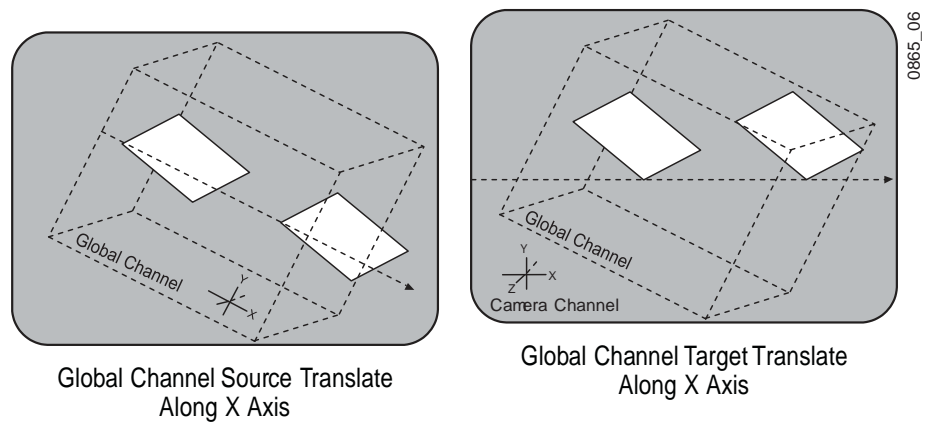 Global Channel
Y
X
Global Channel Source Translate
Along X Axis
Global Channel
Y
X
Z
Camera Channel
Global Channel Target Translate
Along X Axis
0865_06